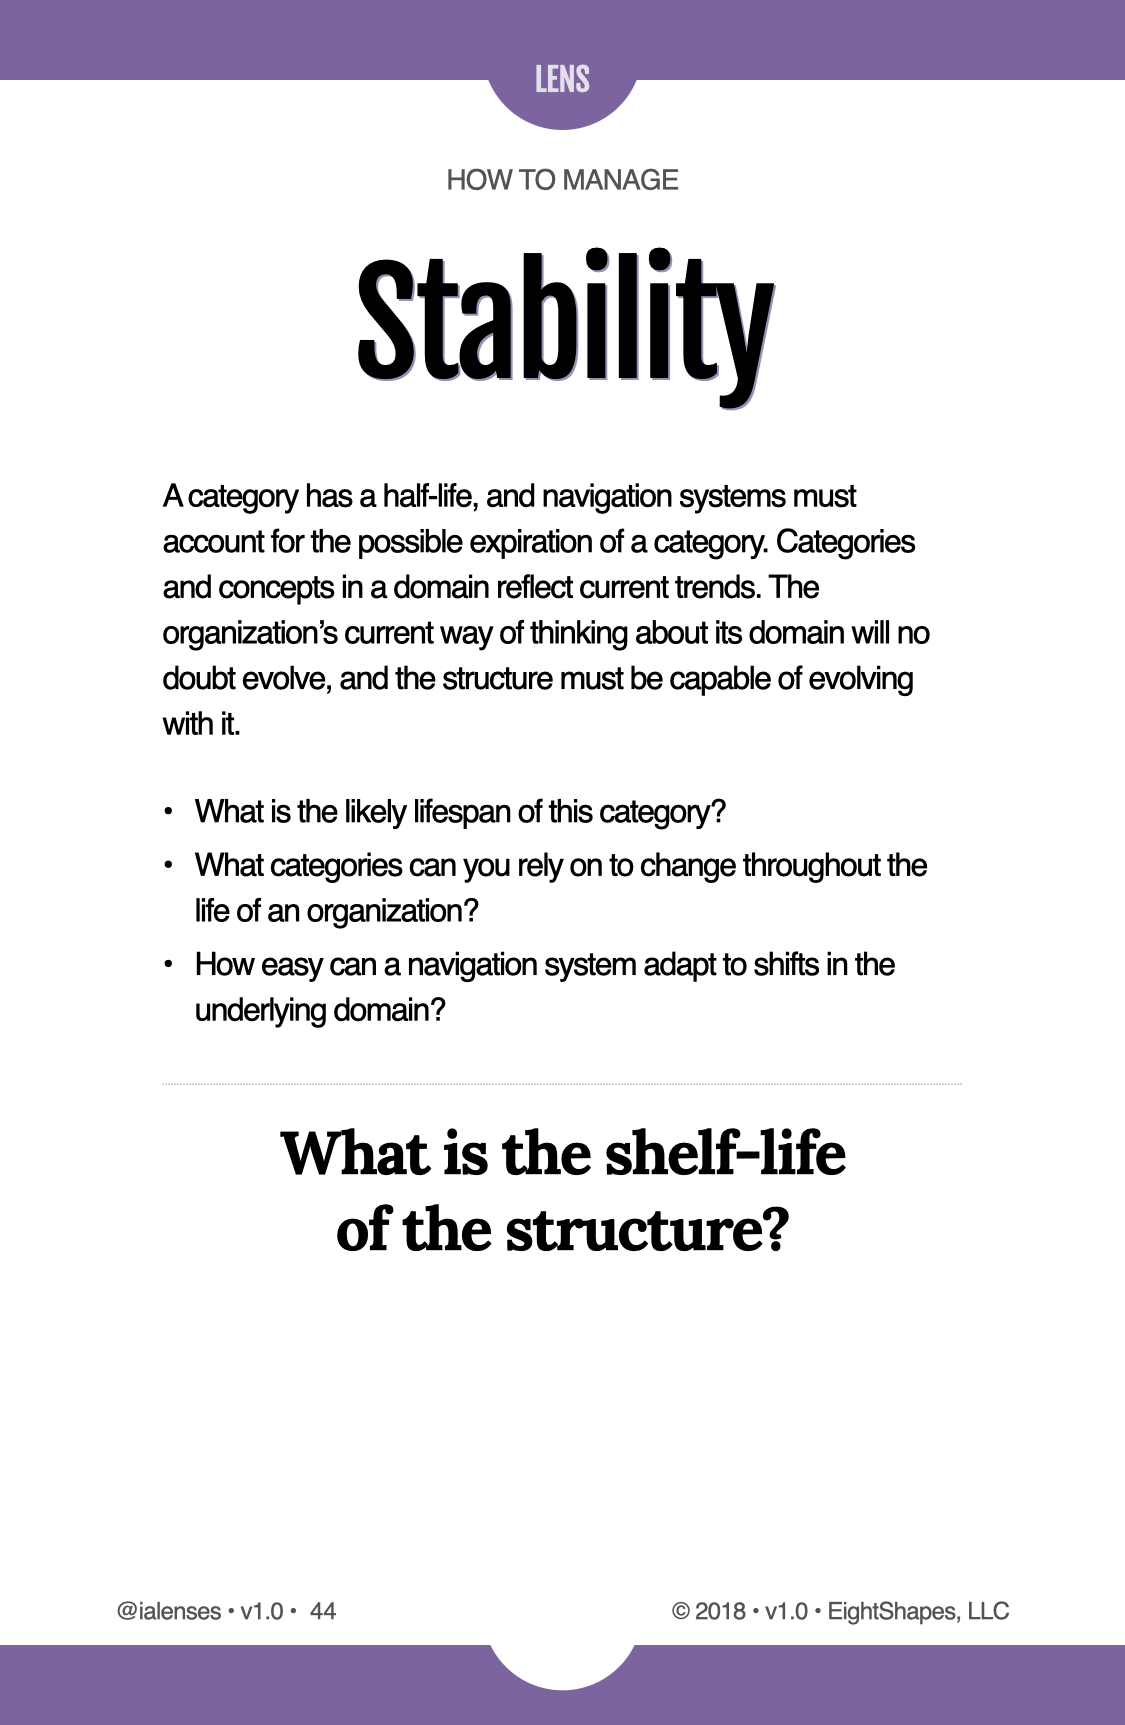 LENS
HOW TO MANAGE
Stability
A category has a half-life, and navigation systems must
account for the possible expiration of a category. Categories
and concepts in a domain reflect current trends. The
organization’s current way of thinking about its domain will no
doubt evolve, and the structure must be capable of evolving
with it.
• What is the likely lifespan of this category?
• What categories can you rely on to change throughout the
life of an organization?
• How easy can a navigation system adapt to shifts in the
underlying domain?
What is the shelf-life
of the structure?
@ialenses • v1.0 • 44
© 2018 • v1.0 • EightShapes, LLC